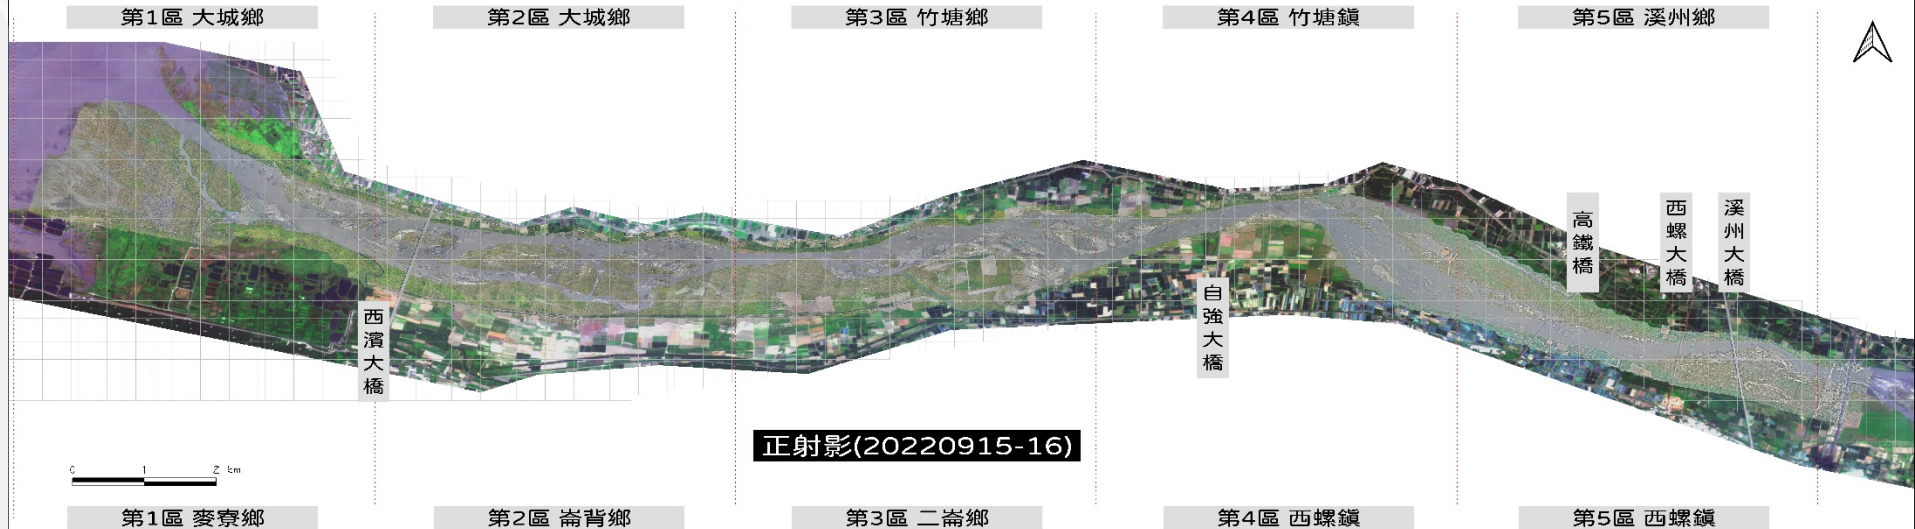 第1區 大城鄉
第2區 大城鄉
第3區 竹塘鄉
第4區 竹塘鎮
第5區 溪州鄉
高鐵橋
西螺大橋
溪州大橋
西濱大橋
自強大橋
正射影(20220915-16)
0 1 2 km
第1區 麥寮鄉
第2區 崙背鄉
第3區 二崙鄉
第4區 西螺鎮
第5區 西螺鎮